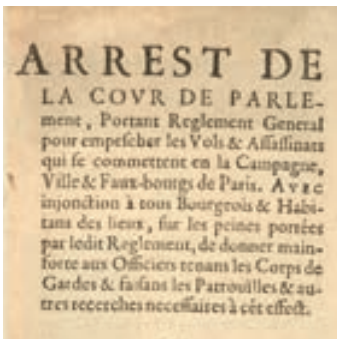 ARREST DE
LA COVR DE PARLE-
ment, Portant Reglement General
pour empescher les Vols & Assassinats
qui se commettent en la Campagne,
Ville & Faux-bourgs de Paris. AVEC
injonction à tous Bourgeois & Habi-
tans des lieux, sur les peines portées
par ledit Reglement, de donner main-
forte aux Officiers tenans les Corps de
Gardes & faisans les Patrouilles & au-
tres recerches necessaires à cét effect.